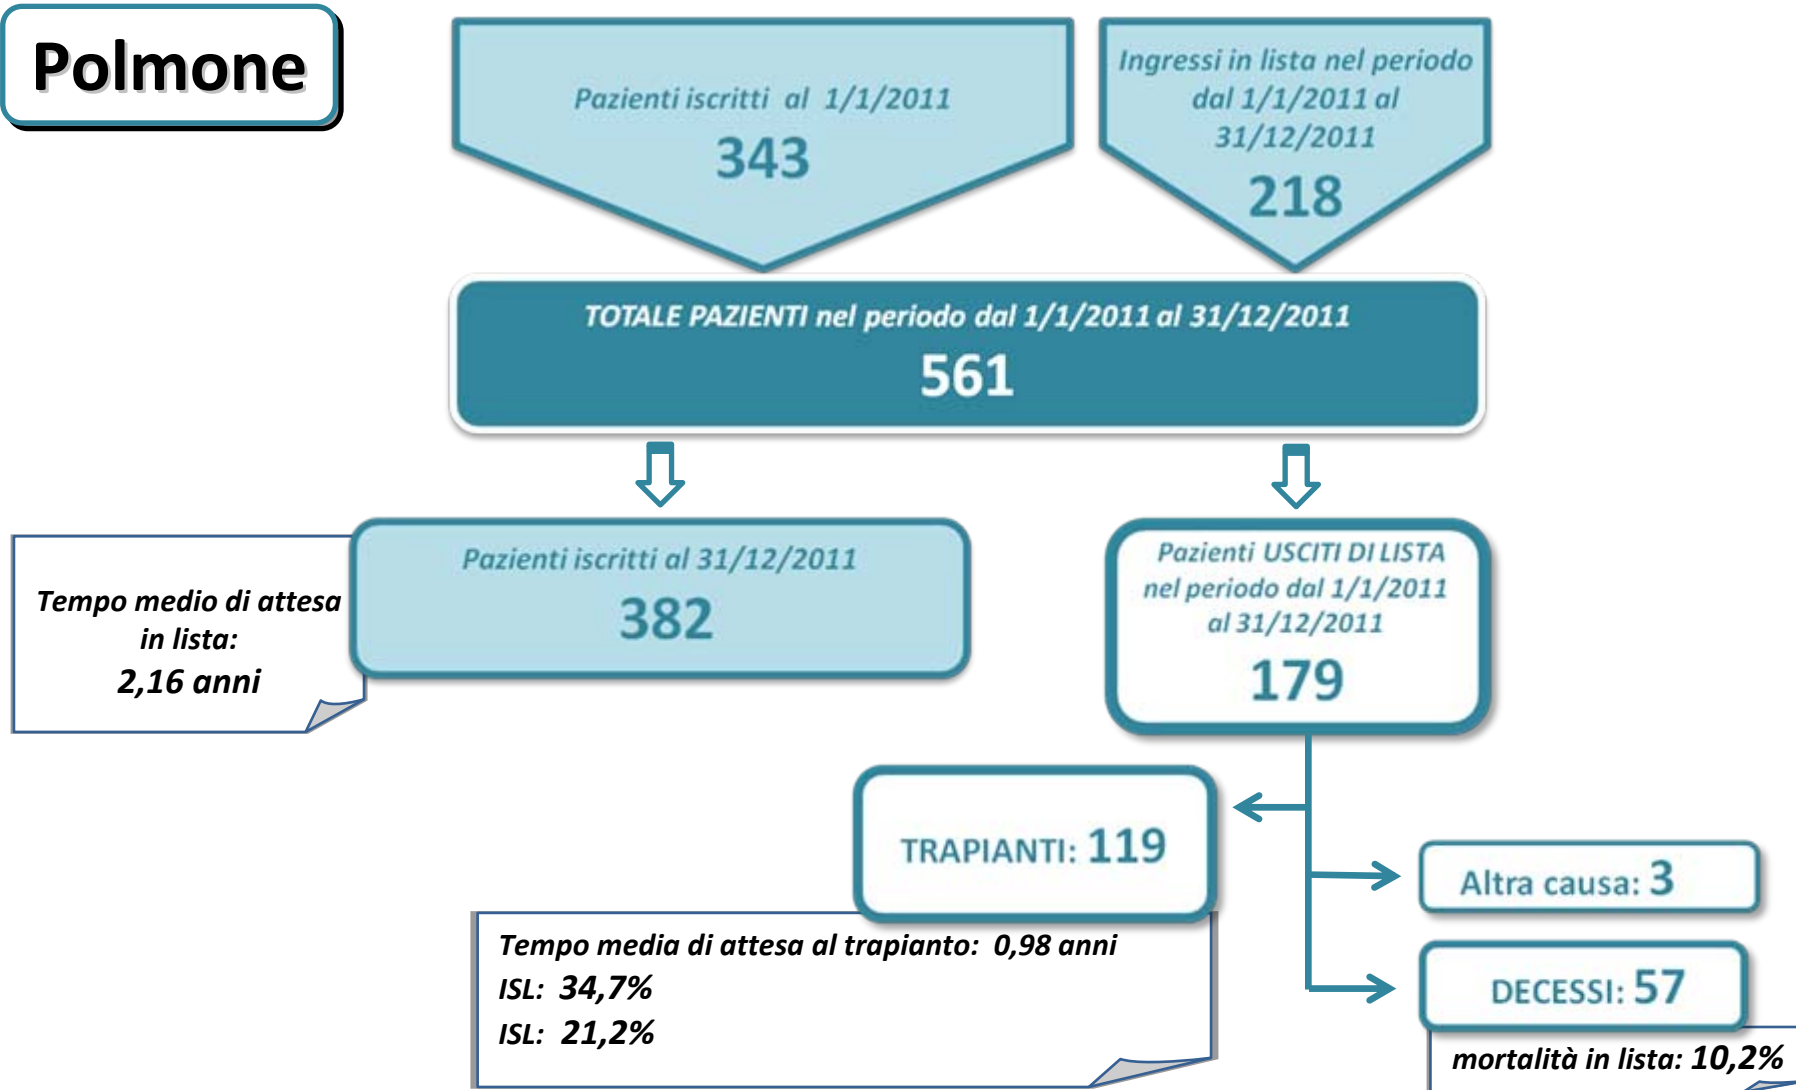 Polmone
Pazienti iscritti al 1/1/2011
343
Ingressi in lista nel periodo
dal 1/1/2011 al
31/12/2011
218
TOTALE PAZIENTI nel periodo dal 1/1/2011 al 31/12/2011
561
Tempo medio di attesa
in lista:
2,16 anni
Pazienti iscritti al 31/12/2011
382
Pazienti USCITI DI LISTA
nel periodo dal 1/1/2011
al 31/12/2011
179
TRAPIANTI: 119
Tempo media di attesa al trapianto: 0,98 anni
ISL: 34,7%
ISL: 21,2%
Altra causa: 3
DECESSI: 57
mortalità in lista: 10,2%